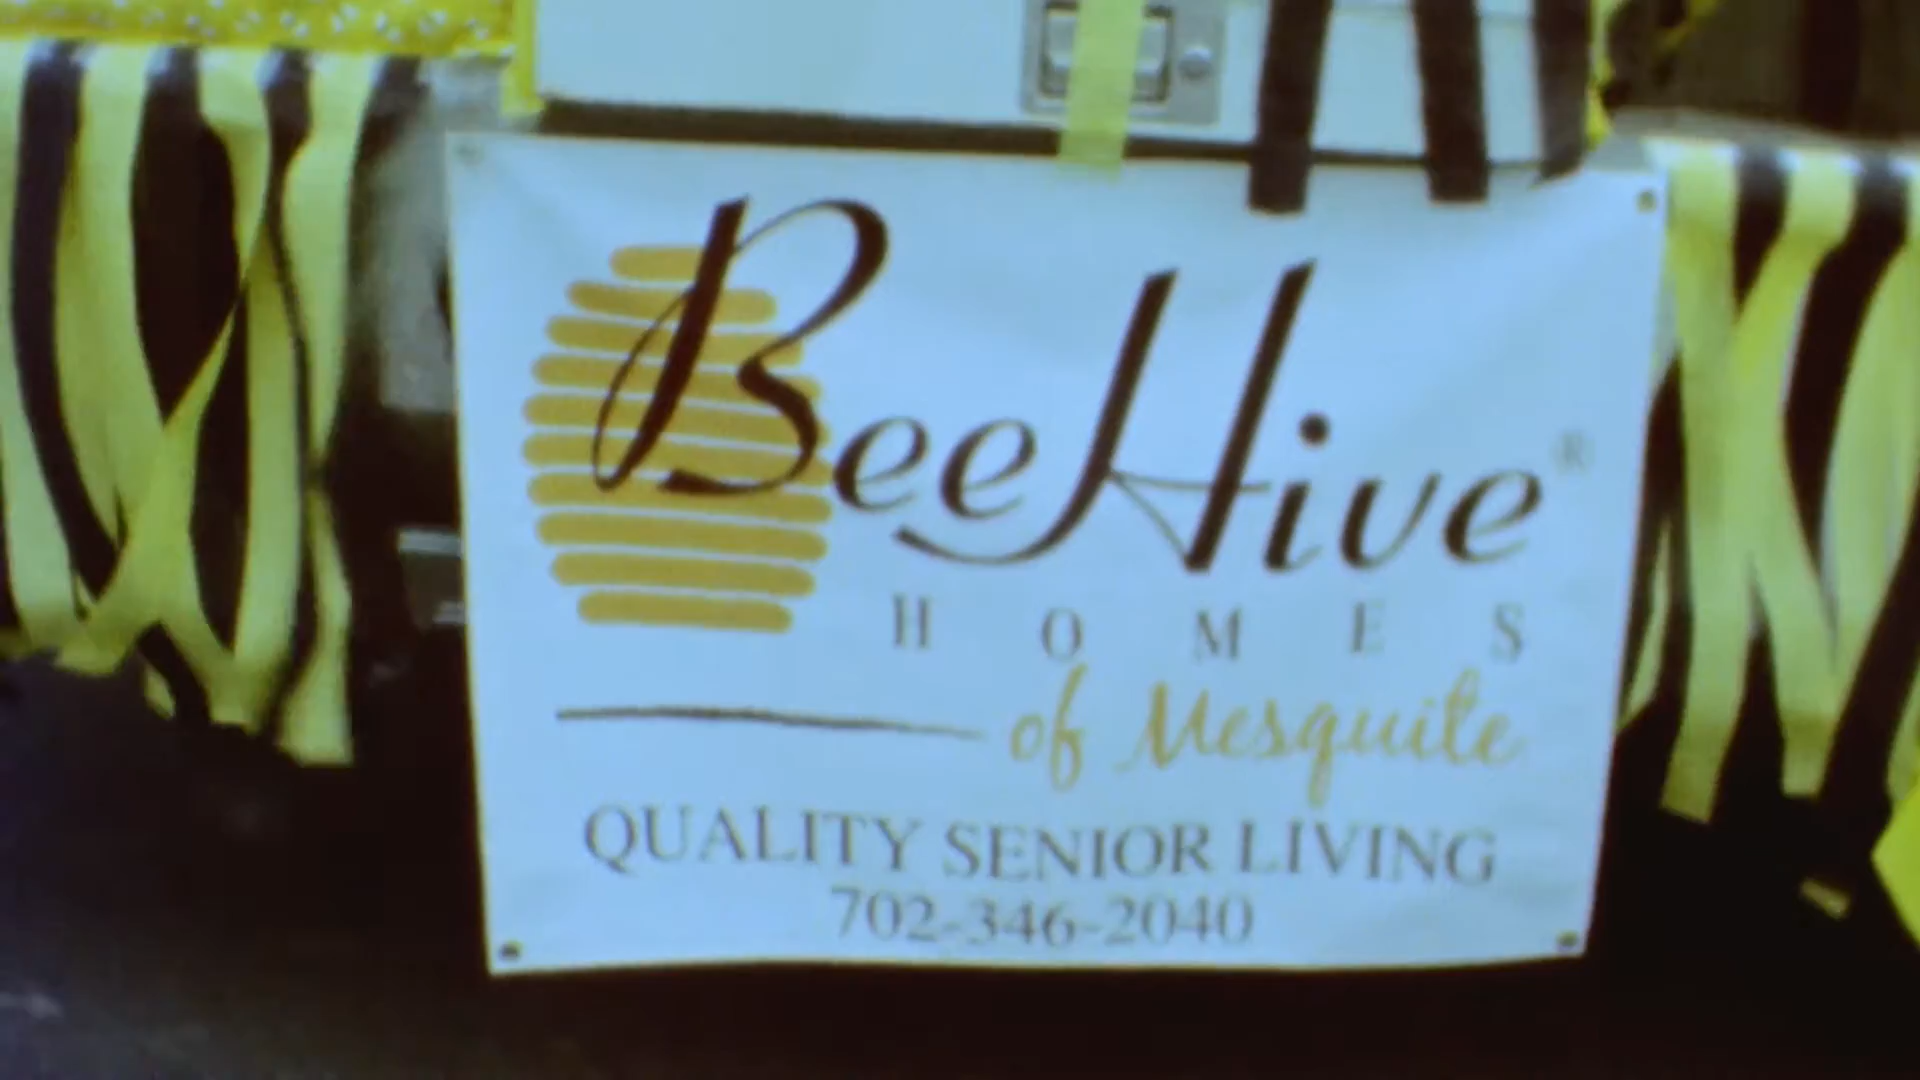 BeeHive®
HOMES
of Mesquite
QUALITY SENIOR LIVING
702-346-2040